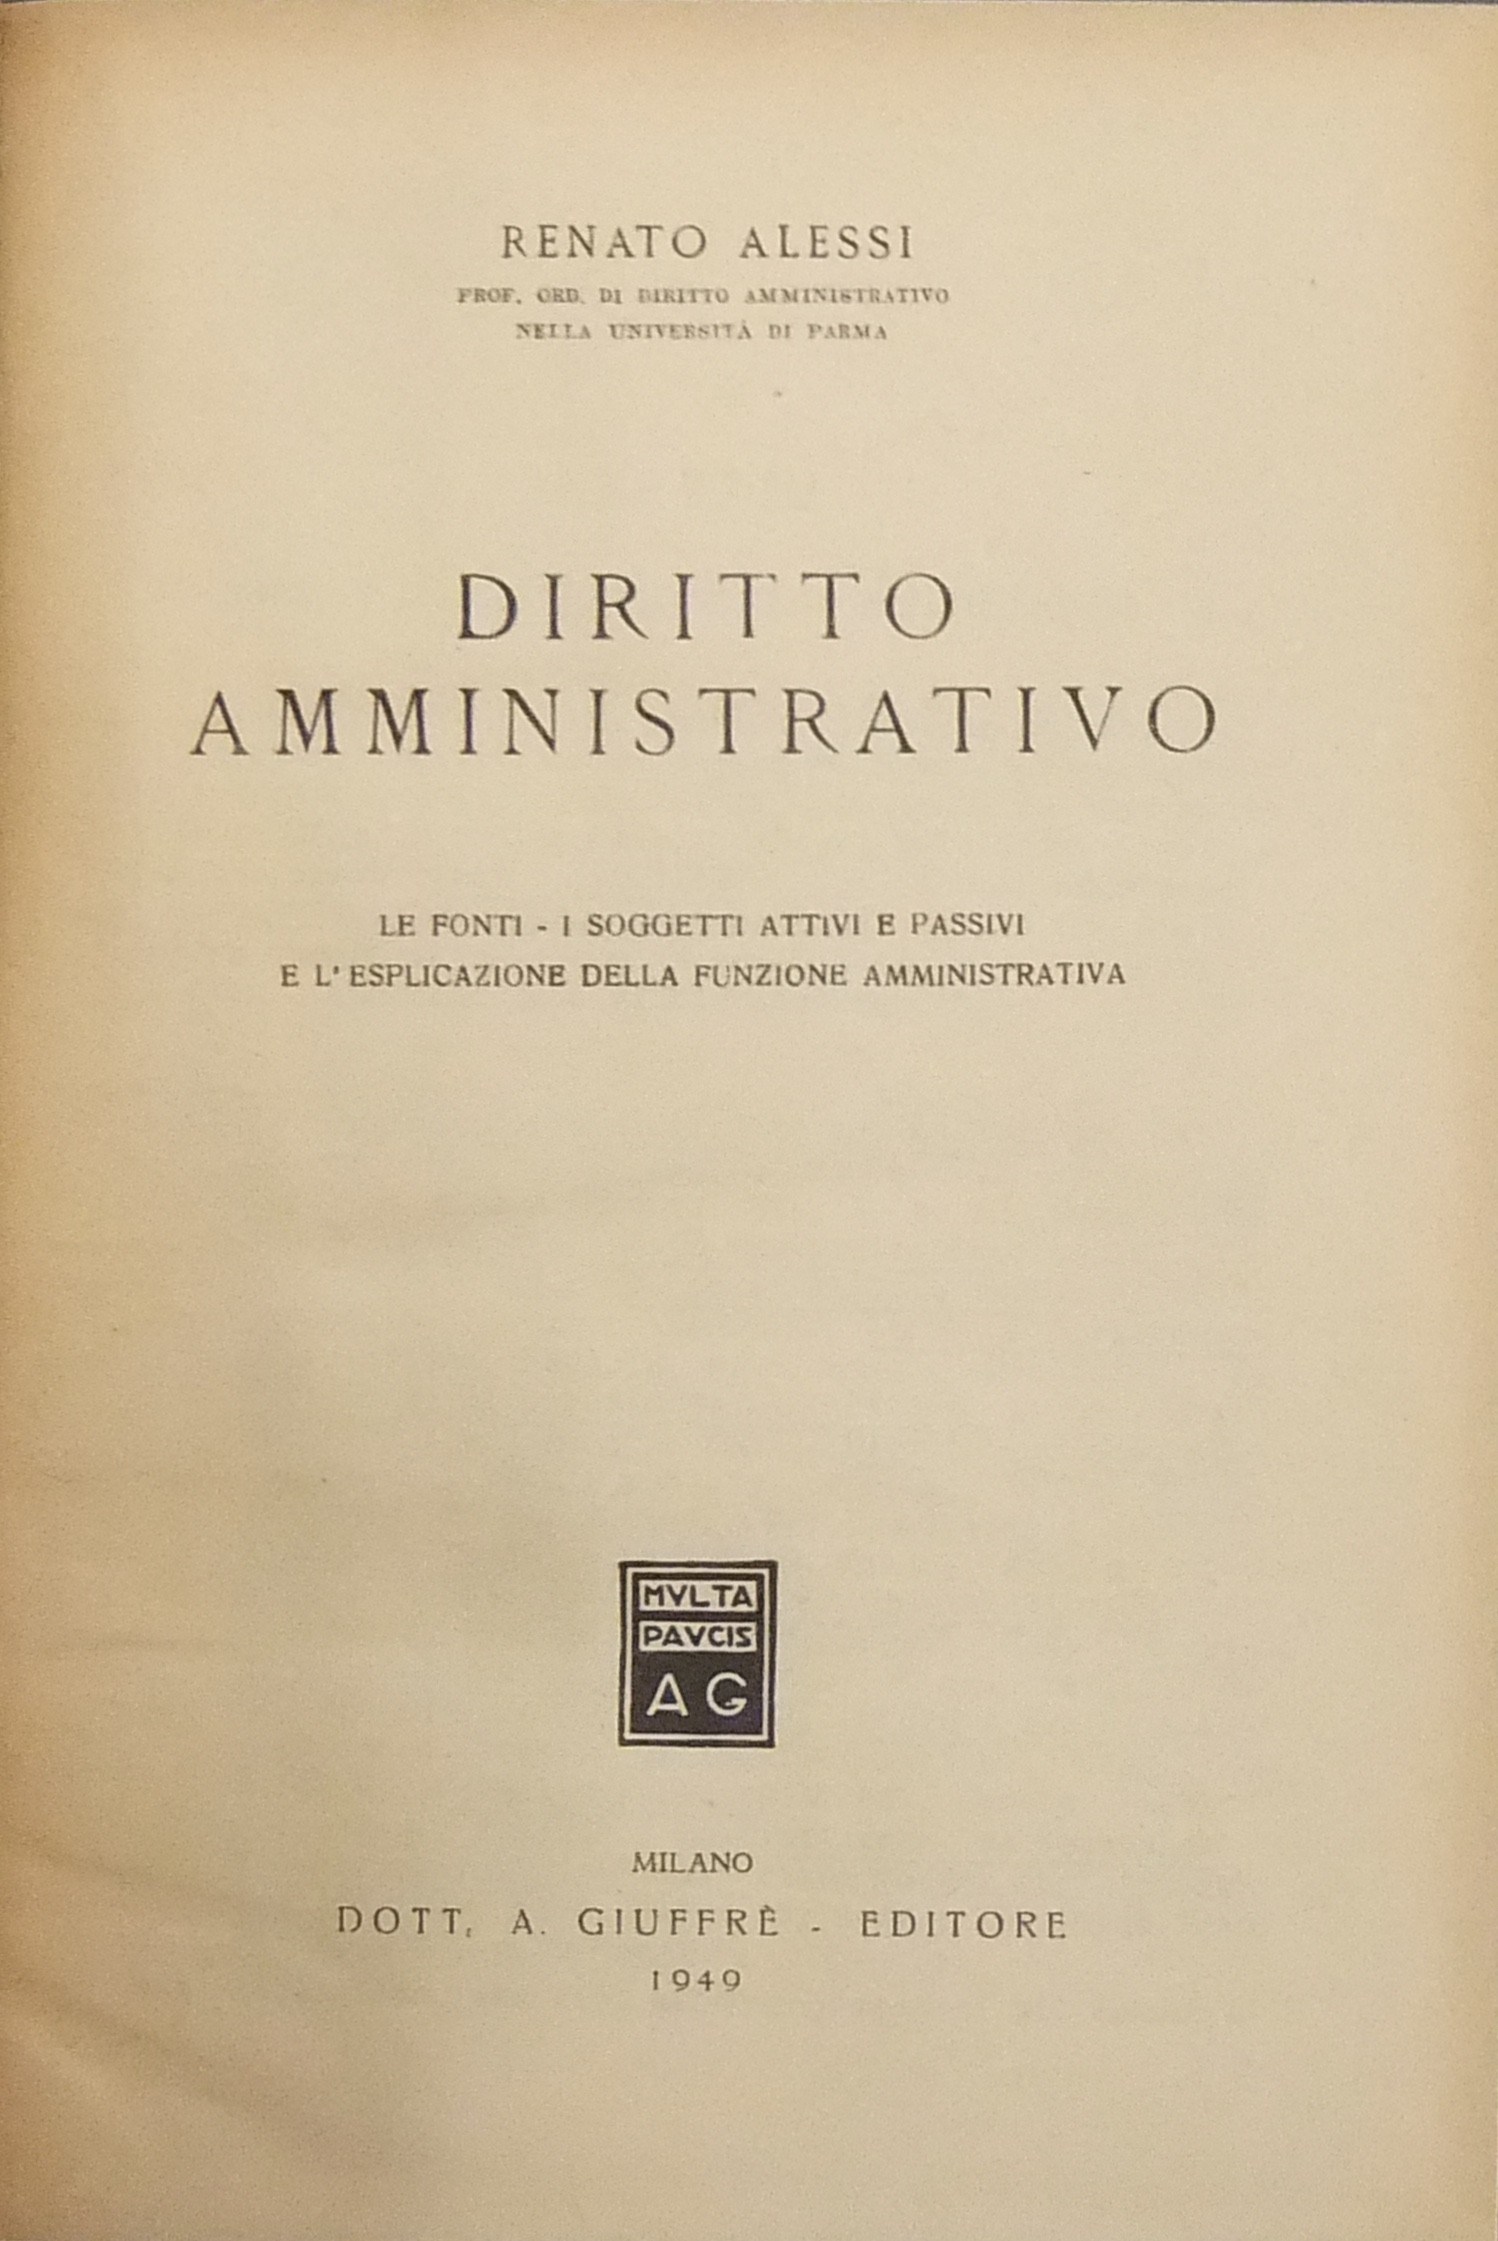 RENATO ALESSI
PROF. ORD. DI DIRITTO AMMINISTRATIVO
NELLA UNIVERSITÀ DI PARMA
DIRITTO
AMMINISTRATIVO
LE FONTI - I SOGGETTI ATTIVI E PASSIVI
E L'ESPLICAZIONE DELLA FUNZIONE AMMINISTRATIVA
MVLTA
PAVCIS
AG
MILANO
DOTT. A. GIUFFRÈ - EDITORE
1949